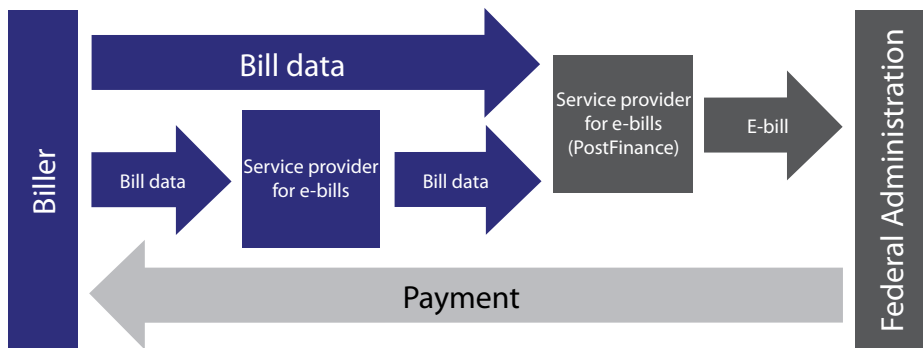 Biller
Bill data
Bill data
Service provider
for e-bills
Bill data
Service provider
for e-bills
(PostFinance)
E-bill
Federal Administration
Payment